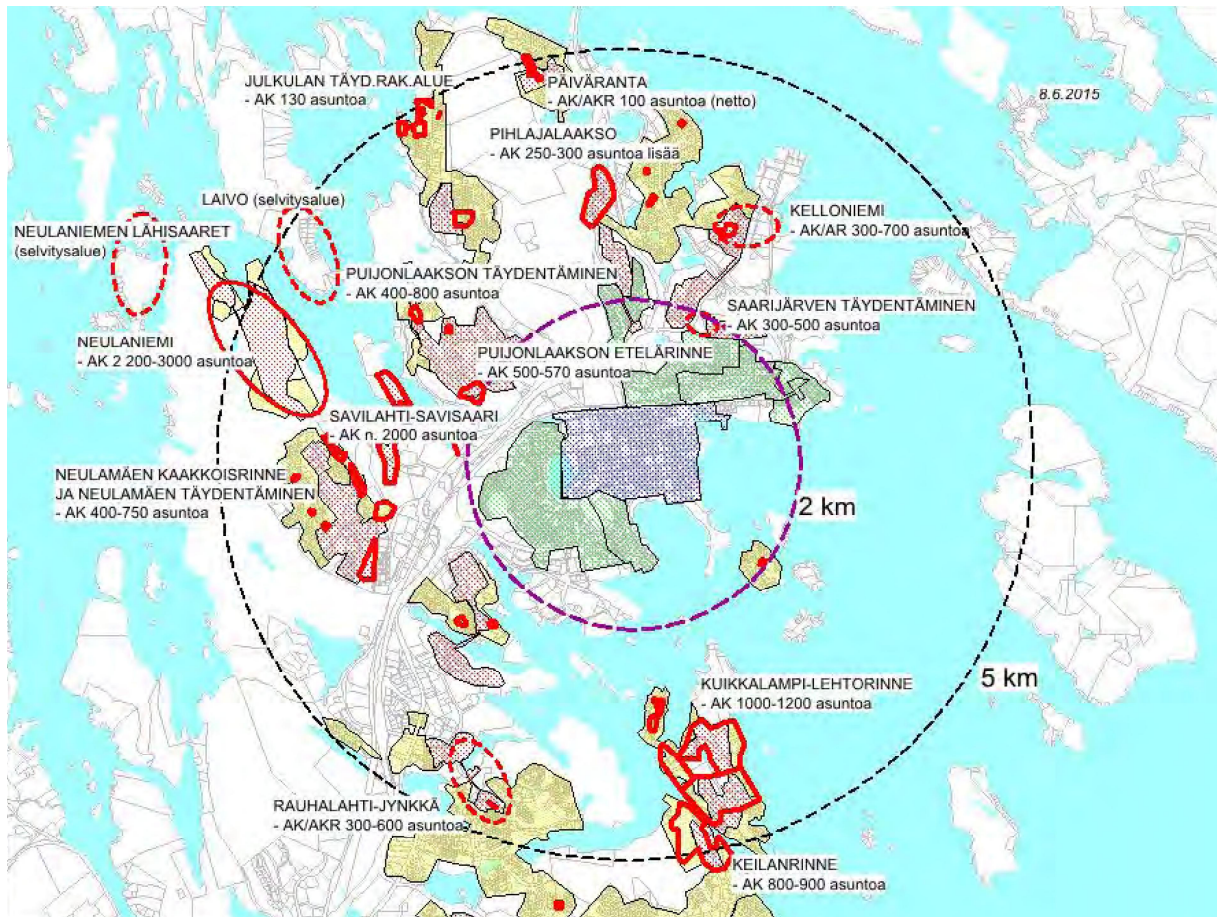 JULKULAN TÄYD.RAK.ALUE
- AK 130 asuntoa
PÄIVÄRANTA
- AK/AKR 100 asuntoa (netto)
8.6.2015
PIHLAJALAAKSO
- AK 250-300 asuntoa lisää
LAIVO (selvitysalue)
KELLONIEMI
- AK/AR 300-700 asuntoa
NEULANIEMEN LÄHISAARET
(selvitysalue)
PUIJONLAAKSON TÄYDENTÄMINEN
- AK 400-800 asuntoa
SAARIJÄRVEN TÄYDENTÄMINEN
- AK 300-500 asuntoa
NEULANIEMI
- AK 2 200-3000 asuntoa
PUIJONLAAKSON ETELÄRINNE
- AK 500-570 asuntoa
SAVILAHTI-SAVISAARI
- AK n. 2000 asuntoa
NEULAMÄEN KAAKKOISRINNE
JA NEULAMÄEN TÄYDENTÄMINEN
- AK 400-750 asuntoa
2 km
5 km
KUIKKALAMPI-LEHTORINNE
- AK 1000-1200 asuntoa
RAUHALAHTI-JYNKKÄ
- AK/AKR 300-600 asuntoa
KEILANRINNE
- AK 800-900 asuntoa